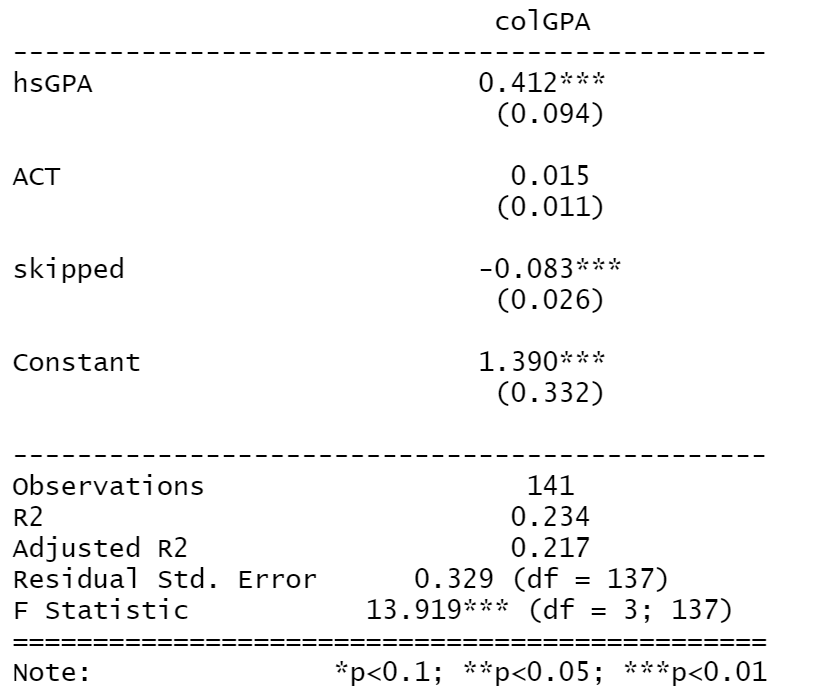 colGPA
-----------------------------------------------
hsGPA 0.412***
(0.094)
ACT 0.015
(0.011)
skipped -0.083***
(0.026)
Constant 1.390***
(0.332)
-----------------------------------------------
Observations 141
R2 0.234
Adjusted R2 0.217
Residual Std. Error 0.329 (df = 137)
F Statistic 13.919*** (df = 3; 137)
===============================================
Note: *p<0.1; **p<0.05; ***p<0.01